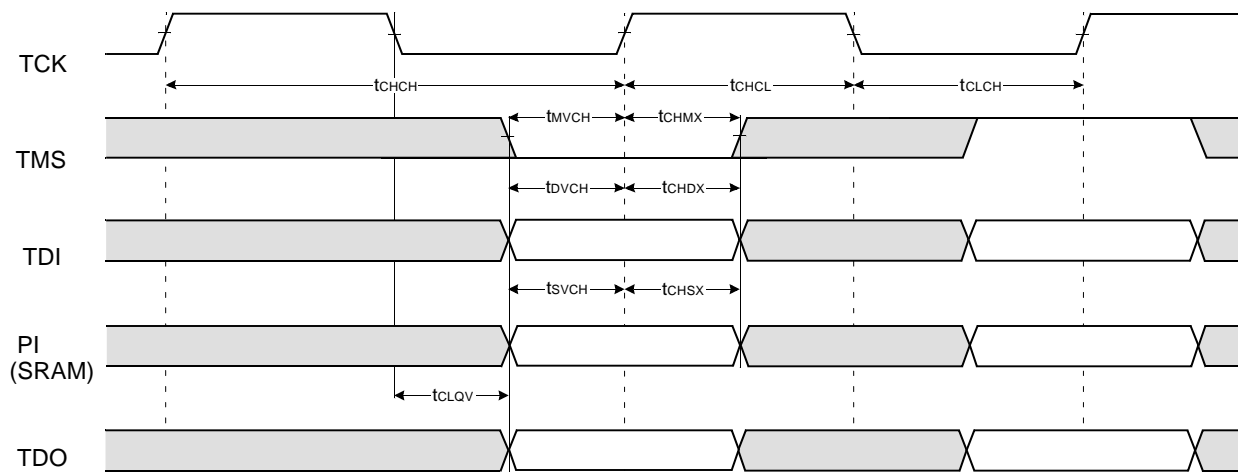 TCK
tCHCH
tCHCL
tCLCH
tMVCH
tCHMX
TMS
tDVCH
tCHDX
TDI
tSVCH
tCHSX
PI
(SRAM)
tCLQV
TDO